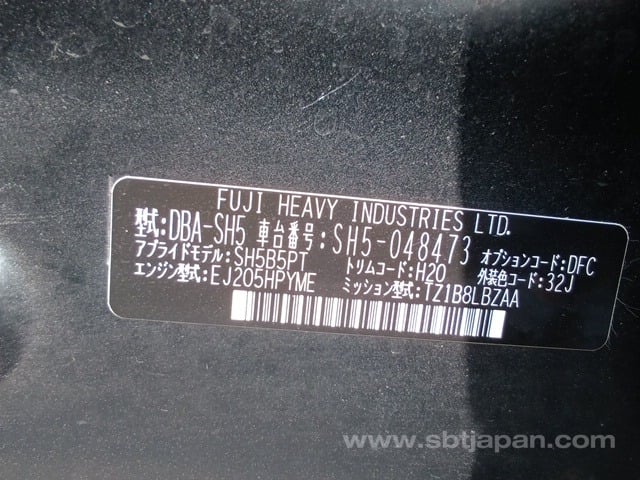 FUJI HEAVY INDUSTRIES LTD.
型式:DBA-SH5 車台番号:SH5-048473 オプションコード:DFC
アプライドモデル:SH5B5PT トリムコード:H20 外装色コード:32J
エンジン型式:EJ205HPYME ミッション型式:TZ1B8LBZAA
www.sbtjapan.com